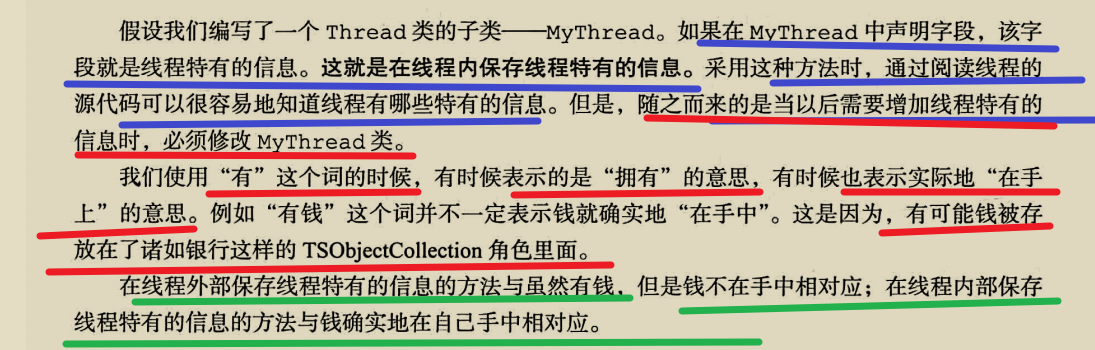 假设我们编写了一个 Thread 类的子类——MyThread。如果在 MyThread 中声明字段，该字
段就是线程特有的信息。这就是在线程内保存线程特有的信息。采用这种方法时，通过阅读线程的
源代码可以很容易地知道线程有哪些特有的信息。但是，随之而来的是当以后需要增加线程特有的
信息时，必须修改 MyThread 类。
我们使用“有”这个词的时候，有时候表示的是“拥有”的意思，有时候也表示实际地“在手
上”的意思。例如“有钱”这个词并不一定表示钱就确实地“在手中”。这是因为，有可能钱被存
放在了诸如银行这样的 TSObjectCollection 角色里面。
在线程外部保存线程特有的信息的方法与虽然有钱，但是钱不在手中相对应；在线程内部保存
线程特有的信息的方法与钱确实地在自己手中相对应。